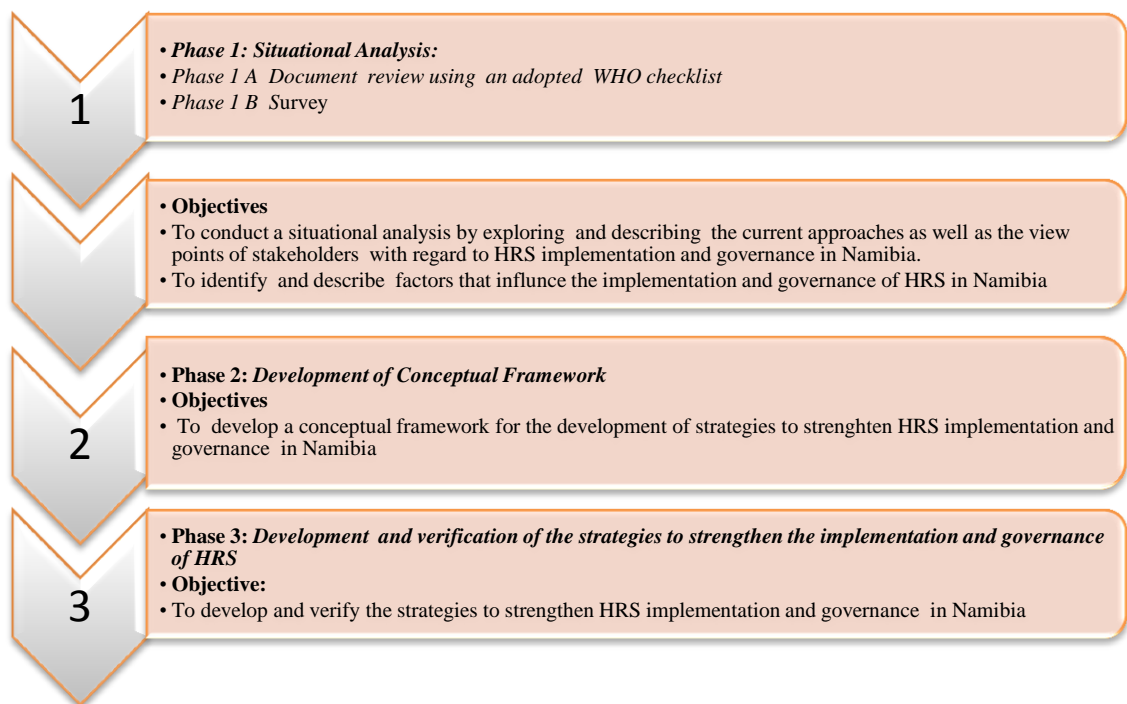 1
• Phase 1: Situational Analysis:
• Phase 1 A Document review using an adopted WHO checklist
• Phase 1 B Survey
• Objectives
• To conduct a situational analysis by exploring and describing the current approaches as well as the view
points of stakeholders with regard to HRS implementation and governance in Namibia.
• To identify and describe factors that influnce the implementation and governance of HRS in Namibia
2
• Phase 2: Development of Conceptual Framework
• Objectives
• To develop a conceptual framework for the development of strategies to strenghten HRS implementation and
governance in Namibia
3
• Phase 3: Development and verification of the strategies to strengthen the implementation and governance
of HRS
• Objective:
• To develop and verify the strategies to strengthen HRS implementation and governance in Namibia